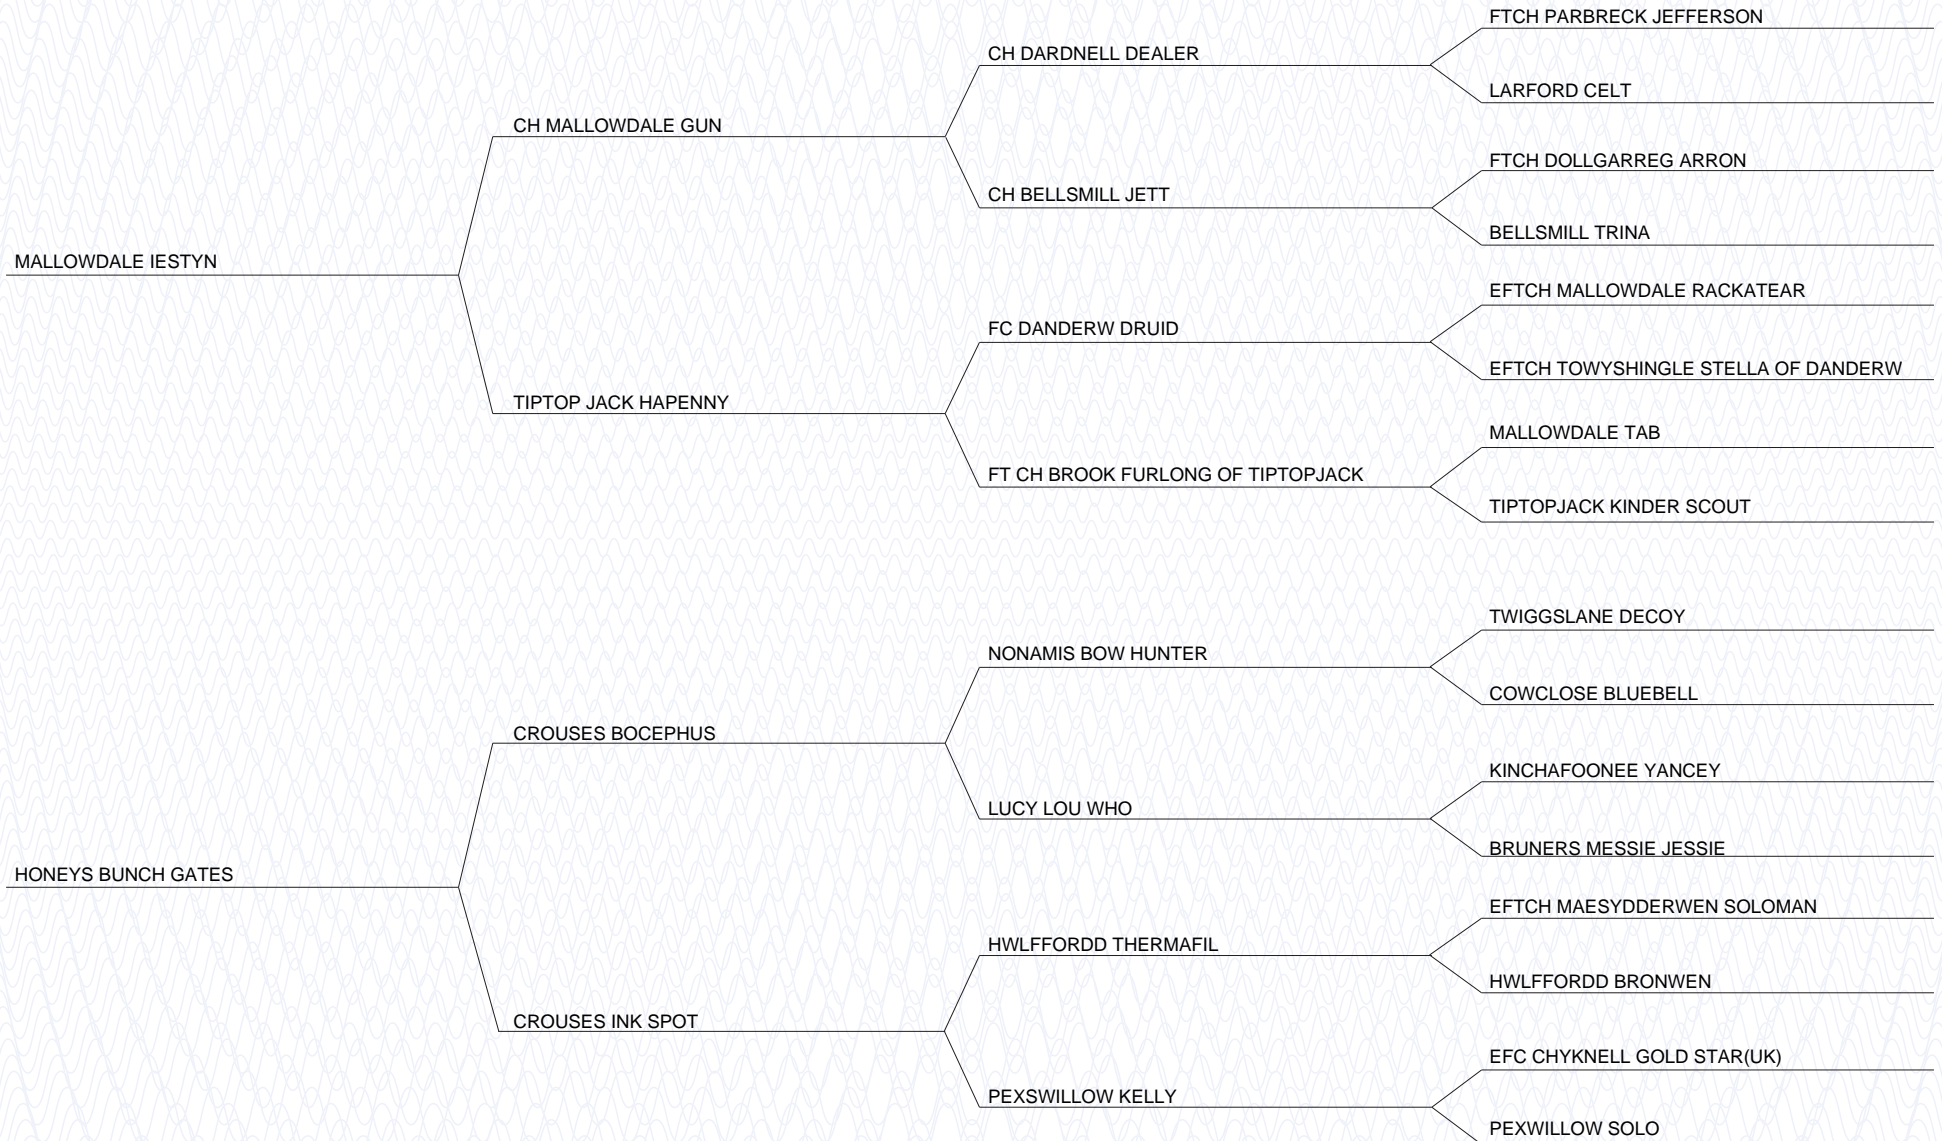 FTCH PARBRECK JEFFERSON
CH DARDNELL DEALER
LARFORD CELT
CH MALLOWDALE GUN
FTCH DOLLGARREG ARRON
CH BELLSMILL JETT
BELLSMILL TRINA
MALLOWDALE IESTYN
EFTCH MALLOWDALE RACKATEAR
FC DANDERW DRUID
EFTCH TOWYSHINGLE STELLA OF DANDERW
TIPTOP JACK HAPENNY
MALLOWDALE TAB
FT CH BROOK FURLONG OF TIPTOPJACK
TIPTOPJACK KINDER SCOUT
TWIGGSLANE DECOY
NONAMIS BOW HUNTER
COWCLOSE BLUEBELL
CROUSES BOCEPHUS
KINCHAFOONEE YANCEY
LUCY LOU WHO
BRUNERS MESSIE JESSIE
HONEYS BUNCH GATES
EFTCH MAESYDDERWEN SOLOMAN
HWLFFORDD THERMAFIL
HWLFFORDD BRONWEN
CROUSES INK SPOT
EFC CHYKNELL GOLD STAR(UK)
PEXSWILLOW KELLY
PEXWILLOW SOLO